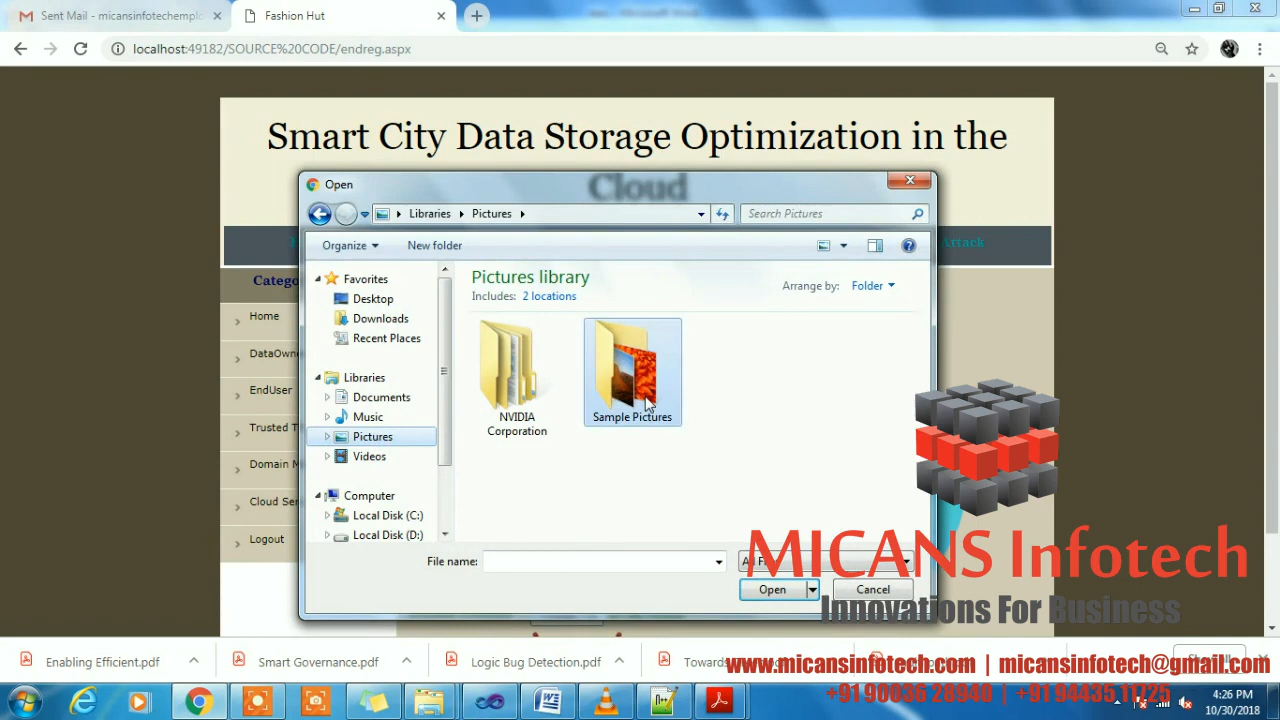 Sent Mail - micansinfotechemplo
Fashion Hut
localhost:49182/SOURCE%20CODE/endreg.aspx
Smart City Data Storage Optimization in the
Cloud
Open
Libraries
Pictures
Search Pictures
Organize
New folder
Attack
Pictures library
Includes: 2 locations
Arrange by:
Folder
Catego
Home
DataOwn
EndUser
Trusted T
Domain M
Cloud Ser
Logout
Favorites
Desktop
Downloads
Recent Places
Libraries
Documents
Music
Pictures
Videos
Computer
Local Disk (C:)
Local Disk (D:)
NVIDIA
Corporation
Sample Pictures
File name:
Open
Cancel
MICANS Infotech
Innovations For Business
Enabling Efficient.pdf
Smart Governance.pdf
Logic Bug Detection.pdf
www.micansinfotech.com | micansinfotech@gmail.com
+91 90036 28940 | +91 94435 11725
4:26 PM
10/30/2018